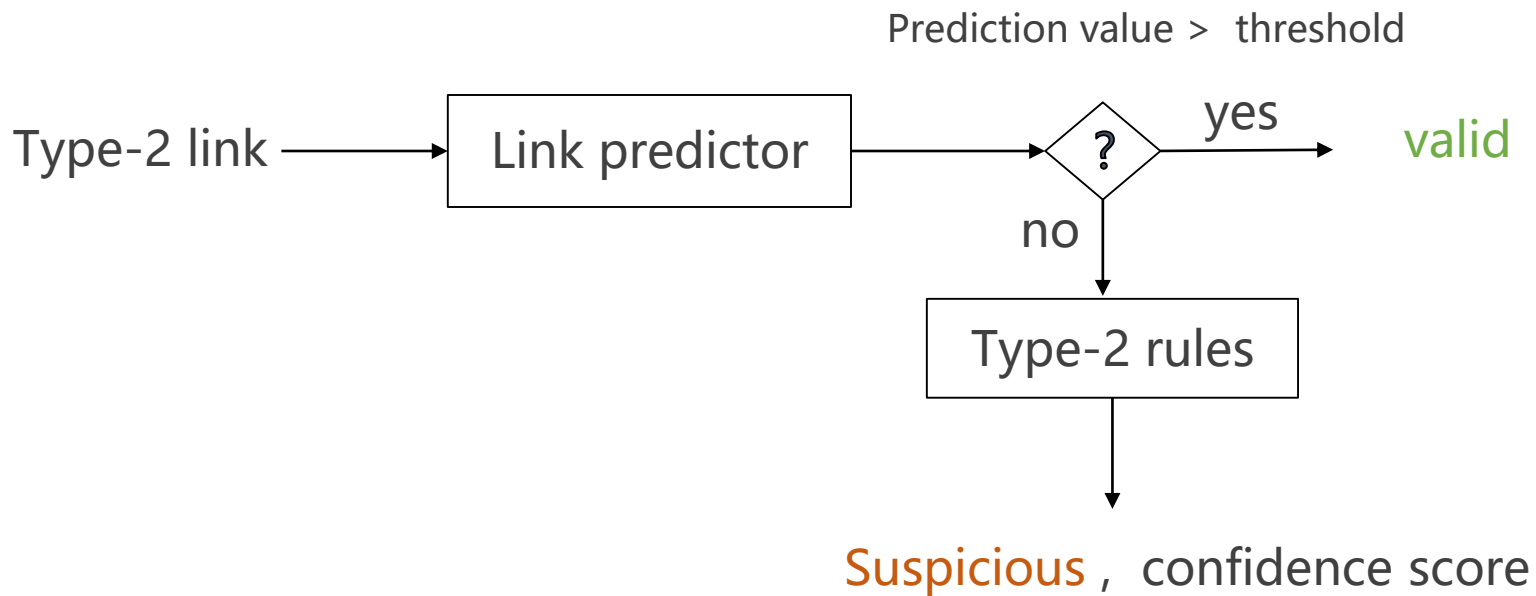 Prediction value > threshold
Type-2 link
Link predictor
?
yes
valid
no
Type-2 rules
Suspicious , confidence score